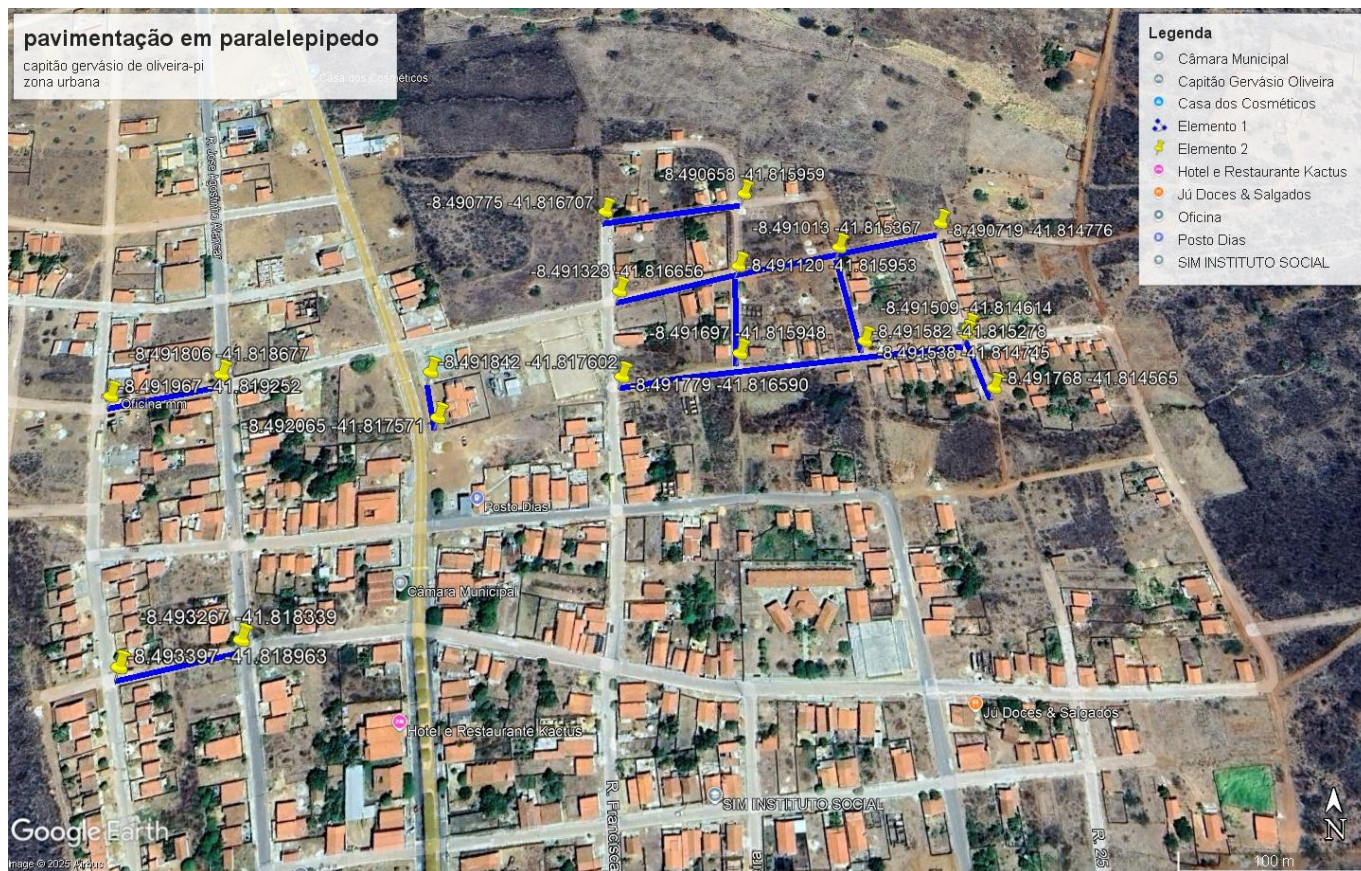 pavimentação em paralelepipedo
capitão gervásio de oliveira-pi
zona urbana
Legenda
Câmara Municipal
Capitão Gervásio Oliveira
Casa dos Cosméticos
Elemento 1
Elemento 2
Hotel e Restaurante Kactus
Jú Doces & Salgados
Oficina
Posto Dias
SIM INSTITUTO SOCIAL
Casa dos Cosméticos
-8.490658 -41.815959
-8.490775 -41.816707
-8.491013 -41.815367
-8.490719 -41.814776
-8.491328 -41.816656
-8.491120 -41.815953
-8.491509 -41.814614
-8.491697 -41.815948
-8.491582 -41.815278
-8.491538 -41.814745
-8.491806 -41.818677
-8.491842 -41.817602
-8.491967 -41.819252
-8.491779 -41.816590
-8.491768 -41.814565
Oficina mm
-8.492065 -41.817571
Posto Dias
Câmara Municipal
-8.493267 -41.818339
-8.493397 -41.818963
Hotel e Restaurante Kactus
Jú Doces & Salgados
SIM INSTITUTO SOCIAL
R. Francisca
R. 25
Google Earth
Image © 2025 Airbus
100 m
N